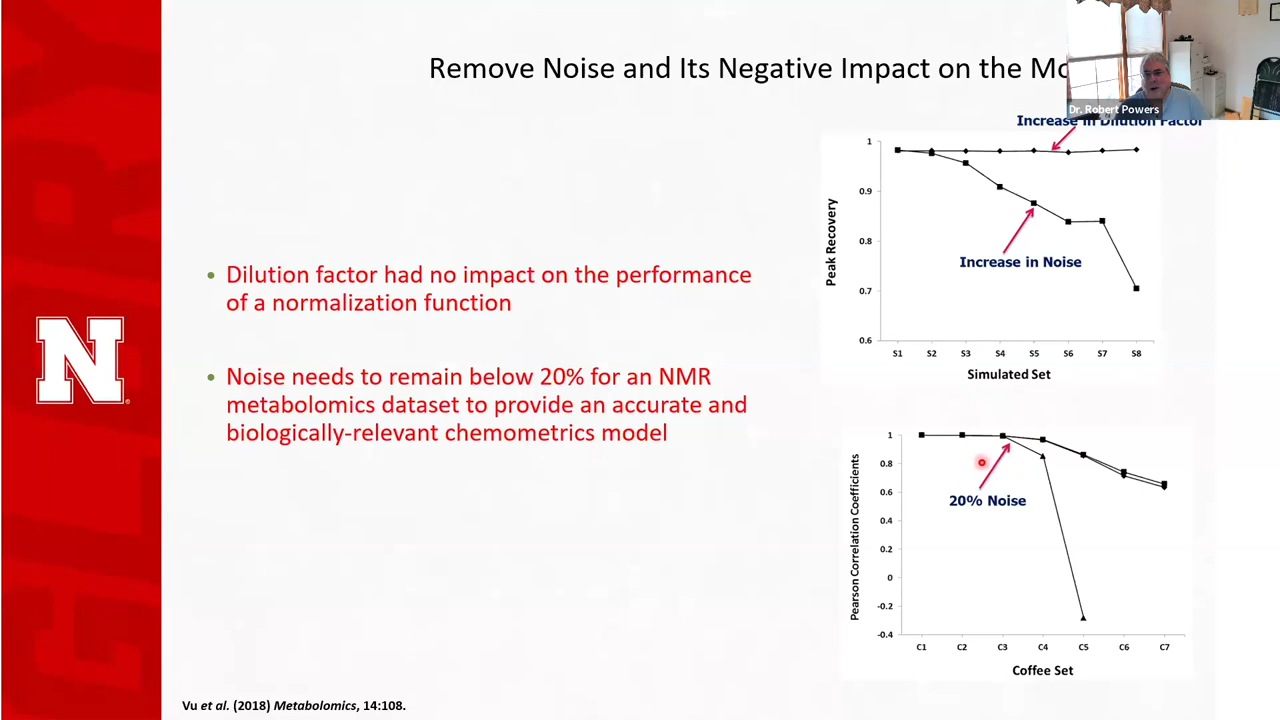 Remove Noise and Its Negative Impact on the
Dr. Robert Powers
Increase in Dilution Factor
1
0.9
0.8
0.7
0.6
Peak Recovery
Increase in Noise
S1 S2 S3 S4 S5 S6 S7 S8
Simulated Set
• Dilution factor had no impact on the performance
of a normalization function
• Noise needs to remain below 20% for an NMR
metabolomics dataset to provide an accurate and
biologically-relevant chemometrics model
1
0.8
0.6
0.4
0.2
0
-0.2
-0.4
Pearson Correlation Coefficients
20% Noise
C1 C2 C3 C4 C5 C6 C7
Coffee Set
N
Vu et al. (2018) Metabolomics, 14:108.